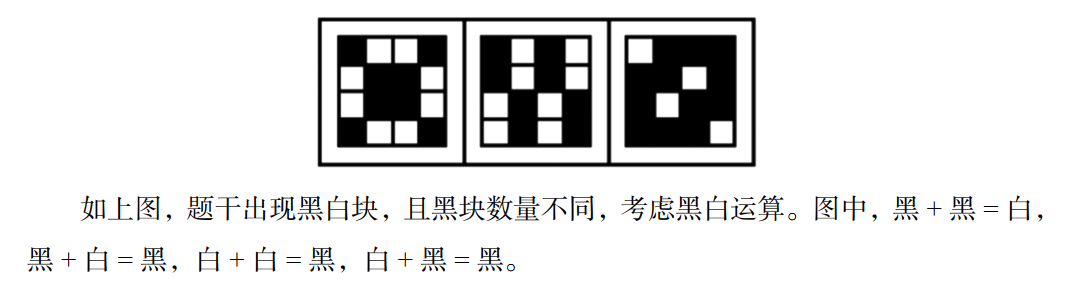 如上图，题干出现黑白块，且黑块数量不同，考虑黑白运算。图中，黑 + 黑 = 白，
黑 + 白 = 黑，白 + 白 = 黑，白 + 黑 = 黑。